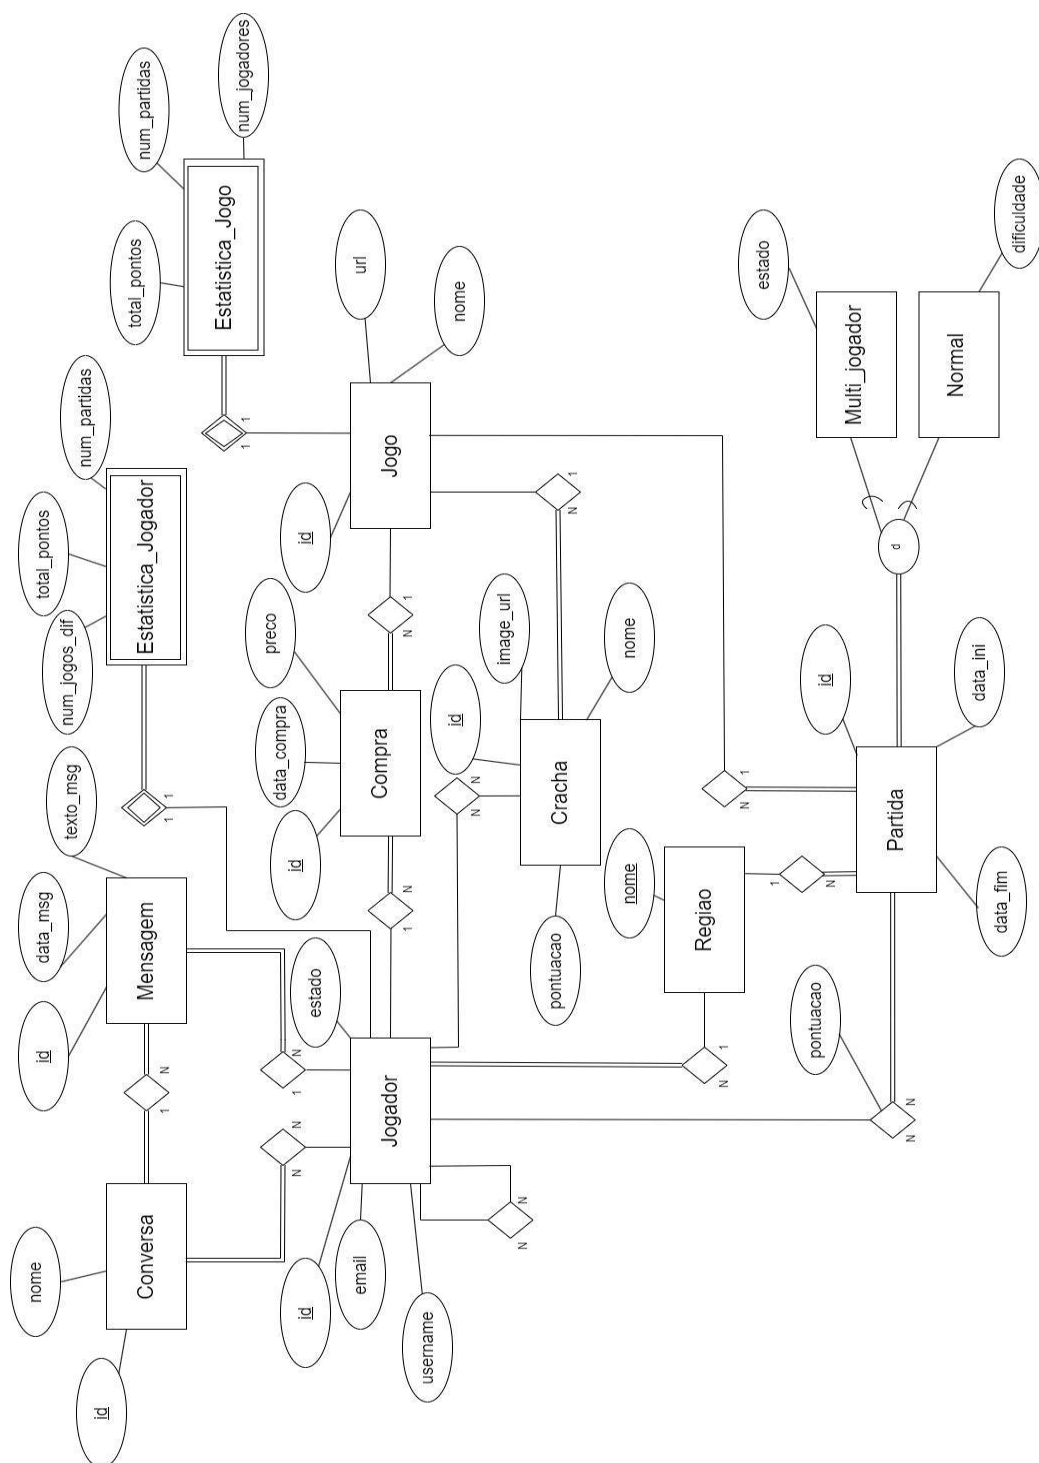 nome
id
data_msg
total_pontos
num_jogos_dif
texto_msg
num_partidas
id
total_pontos
num_partidas
Conversa
Mensagem
Estatistica_Jogador
1
N
1
1
Estatistica_Jogo
num_jogadores
1
1
preco
data_compra
id
id
N
N
1
N
estado
id
email
url
Jogador
Compra
Jogo
1
N
N
1
username
id
nome
N
N
image_url
N
N
pontuacao
Cracha
N
1
nome
nome
Regiao
N
1
N
1
estado
1
N
pontuacao
id
Multi_jogador
Partida
d
N
N
Normal
data_ini
data_fim
dificuldade